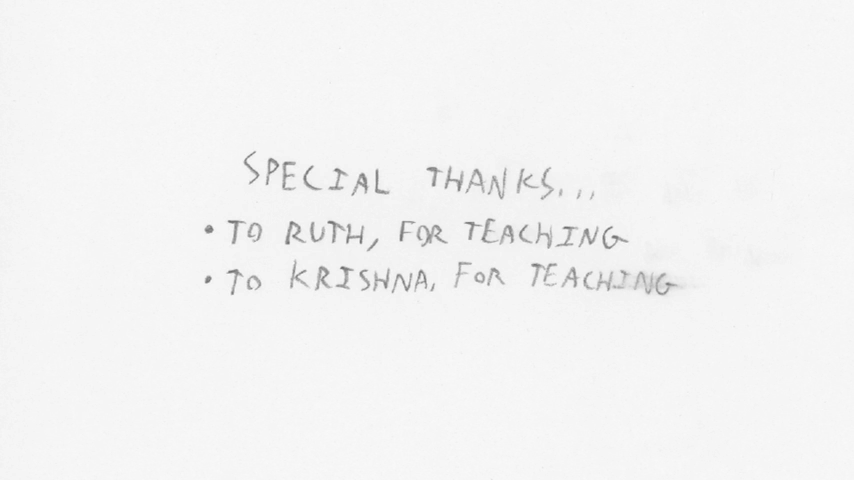 SPECIAL THANKS...
• TO RUTH, FOR TEACHING
• TO KRISHNA, FOR TEACHING